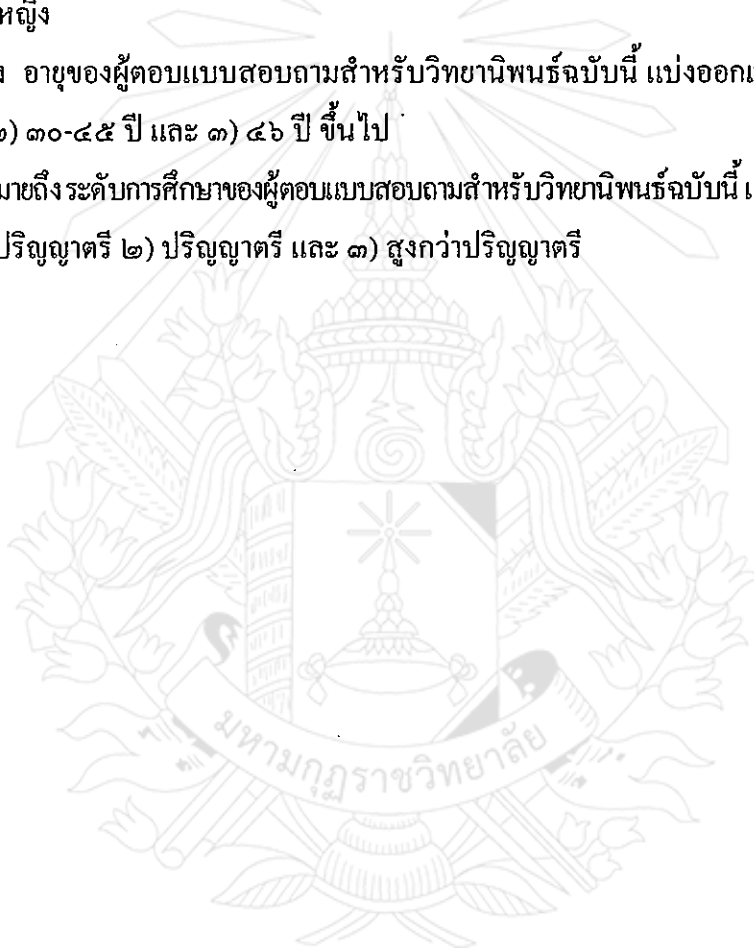 หญิง
อายุของผู้ตอบแบบสอบถามสำหรับวิทยานิพนธ์ฉบับนี้ แบ่งออกเ
๒) ๓๐-๔๕ ปี และ ๓) ๔๖ ปี ขึ้นไป
มายถึง ระดับการศึกษาของผู้ตอบแบบสอบถามสำหรับวิทยานิพนธ์ฉบับนี้ แ
ปริญญาตรี ๒) ปริญญาตรี และ ๓) สูงกว่าปริญญาตรี
มหามกุฏราชวิทยาลัย